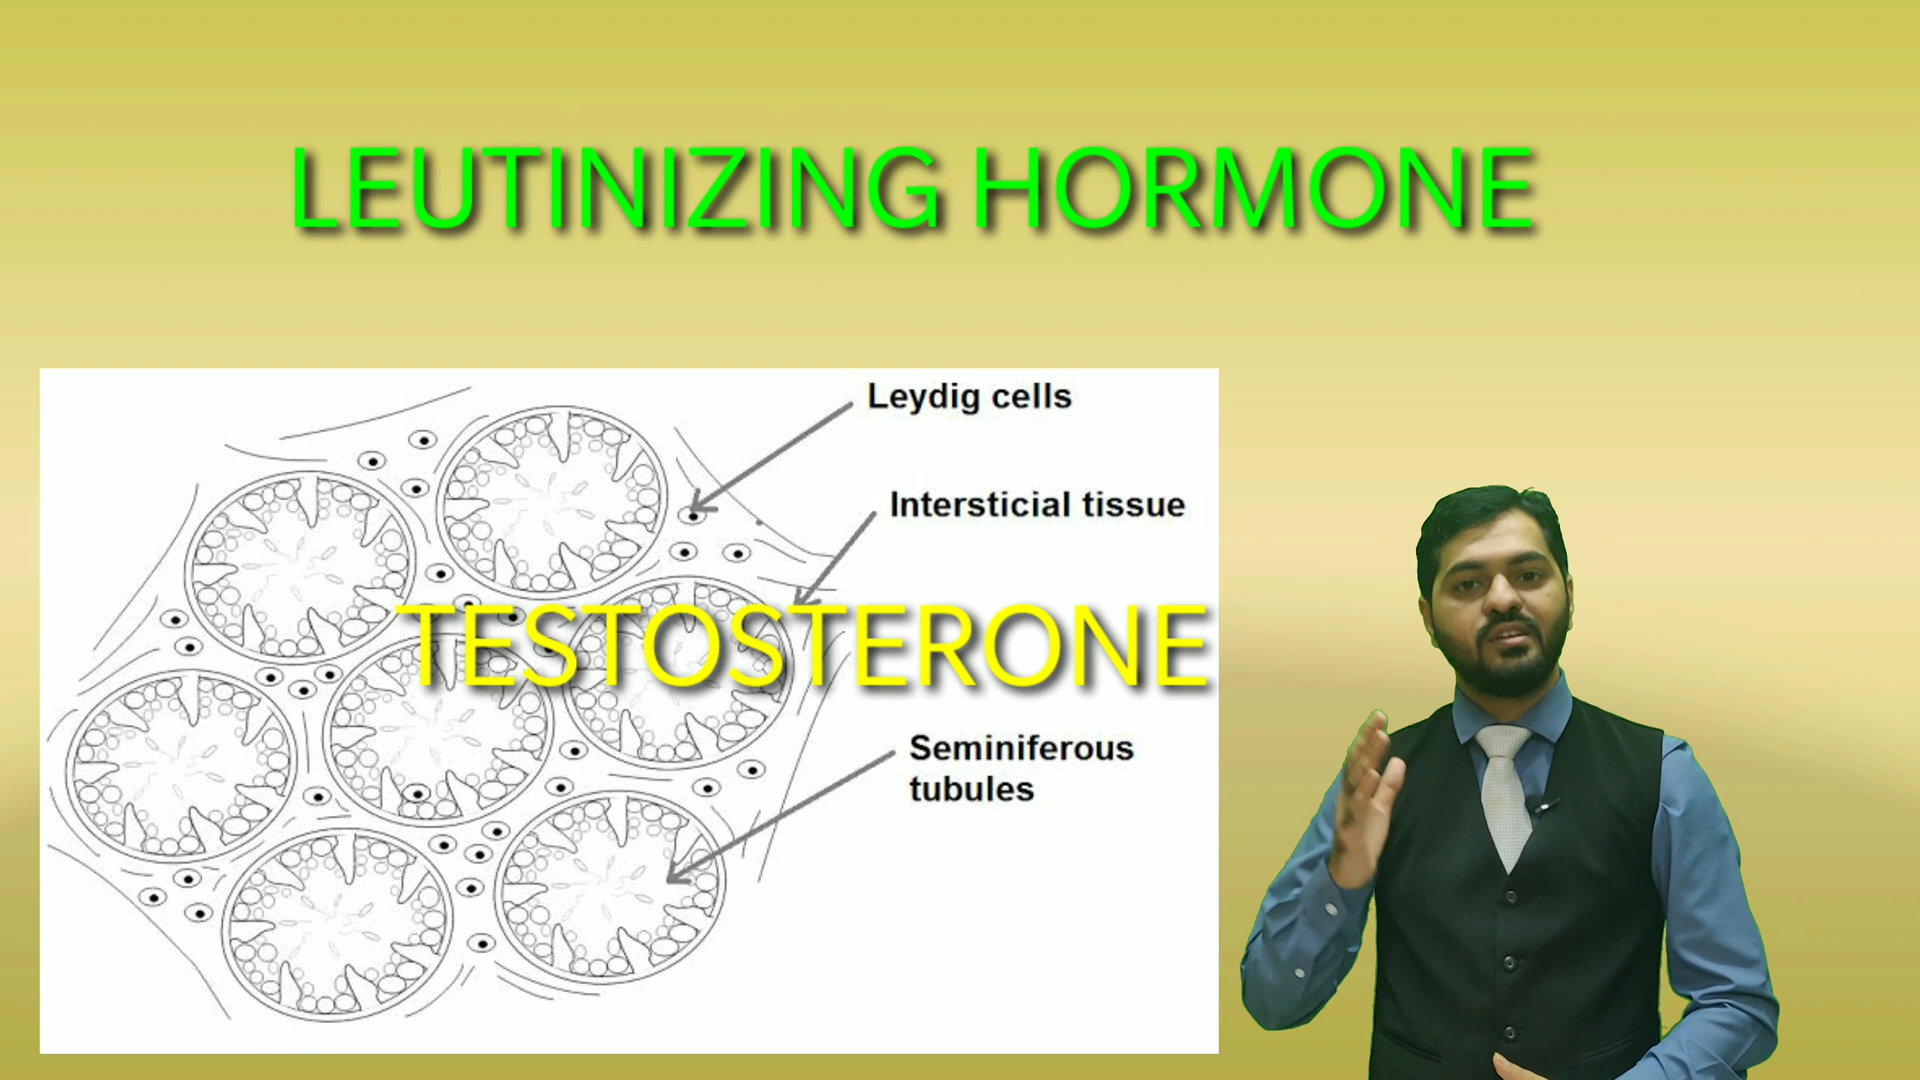 LEUTINIZING HORMONE
Leydig cells
Intersticial tissue
TESTOSTERONE
Seminiferous
tubules